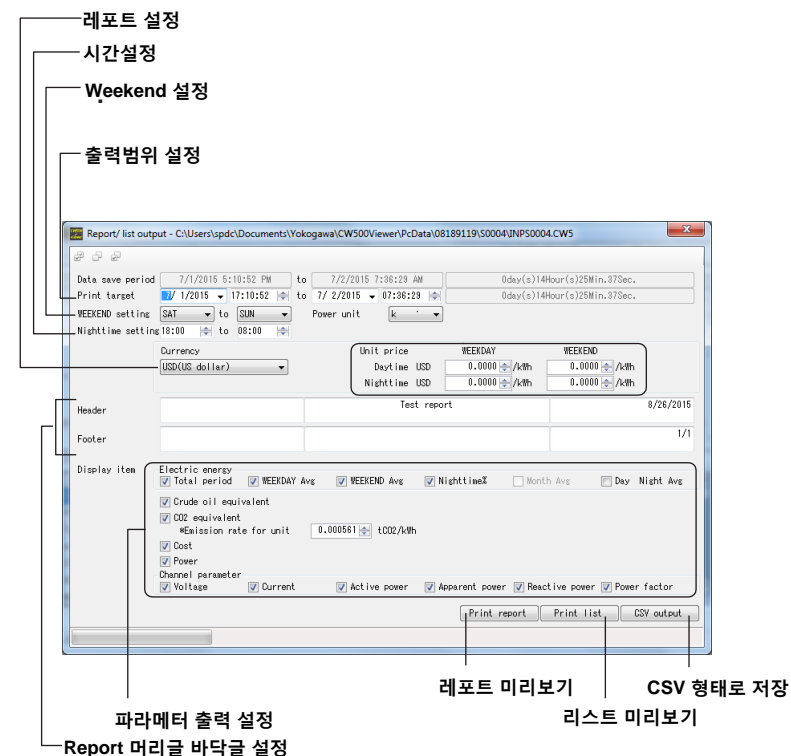 레포트 설정
시간설정
Weekend 설정
출력범위 설정
Report/ list output - C:\Users\spdc\Documents\Yokogawa\CW500Viewer\PcData\08189119\S0004\INPS0004.CW5
Data save period 7/1/2015 5:10:52 PM to 7/2/2015 7:36:29 AM 0day(s)14Hour(s)25Min.37Sec.
Print target 7/ 1/2015 17:10:52 to 7/ 2/2015 07:36:29 0day(s)14Hour(s)25Min.37Sec.
WEEKEND setting SAT to SUN Power unit k
Nighttime setting 18:00 to 08:00
Currency Unit price WEEKDAY WEEKEND
USD(US dollar) Daytime USD 0.0000 /kWh 0.0000 /kWh
Nighttime USD 0.0000 /kWh 0.0000 /kWh
Header Test report 8/26/2015
Footer 1/1
Display item Electric energy
Total period WEEKDAY Avg WEEKEND Avg Nighttime% Month Avg Day Night Avg
Crude oil equivalent
CO2 equivalent
*Emission rate for unit 0.000561 tCO2/kWh
Cost
Power
Channel parameter
Voltage Current Active power Apparent power Reactive power Power factor
Print report Print list CSV output
레포트 미리보기 CSV 형태로 저장
파라메터 출력 설정 리스트 미리보기
Report 머리글 바닥글 설정